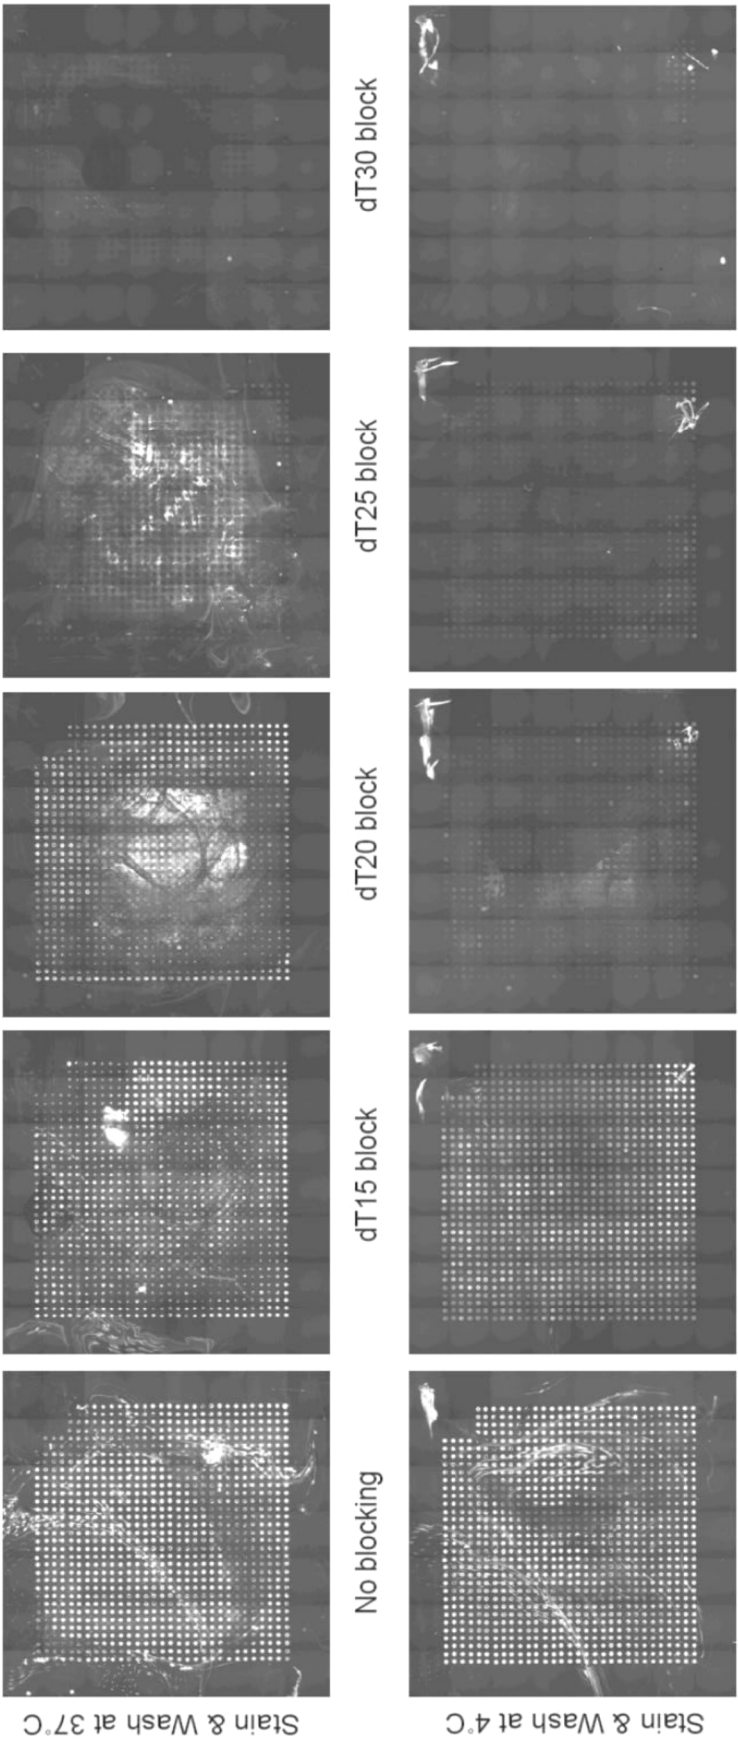 No blocking
dT15 block
dT20 block
dT25 block
dT30 block
Stain & Wash at 37°C
Stain & Wash at 4°C